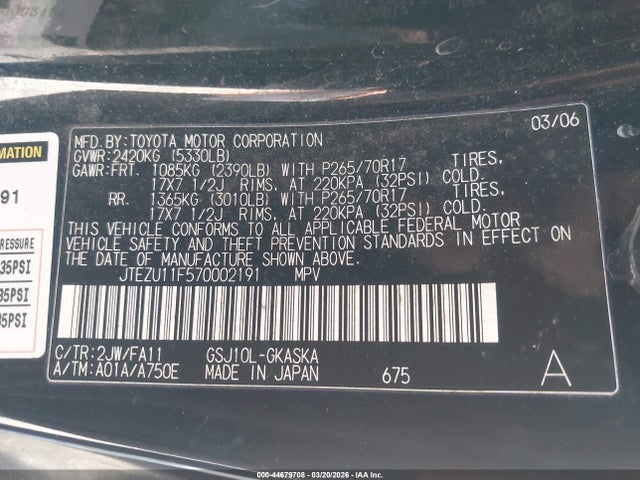 03/06
MFD.BY:TOYOTA MOTOR CORPORATION
GVWR:2420KG (5330LB)
GAWR:FRT. 1085KG (2390LB) WITH P265/70R17 TIRES,
17X7 1/2J RIMS, AT 220KPA (32PSI) COLD.
RR. 1365KG (3010LB) WITH P265/70R17 TIRES,
17X7 1/2J RIMS, AT 220KPA (32PSI) COLD.
THIS VEHICLE CONFORMS TO ALL APPLICABLE FEDERAL MOTOR
VEHICLE SAFETY AND THEFT PREVENTION STANDARDS IN EFFECT ON
THE DATE OF MANUFACTURE SHOWN ABOVE.
JTEZU11F570002191 MPV
C/TR:2JW/FA11 GSJ10L-GKASKA
A/TM:A01A/A750E MADE IN JAPAN 675 A
MATION
91
RESSURE
35PSI
35PSI
35PSI
000-44679708 - 03/20/2026 - IAA Inc.